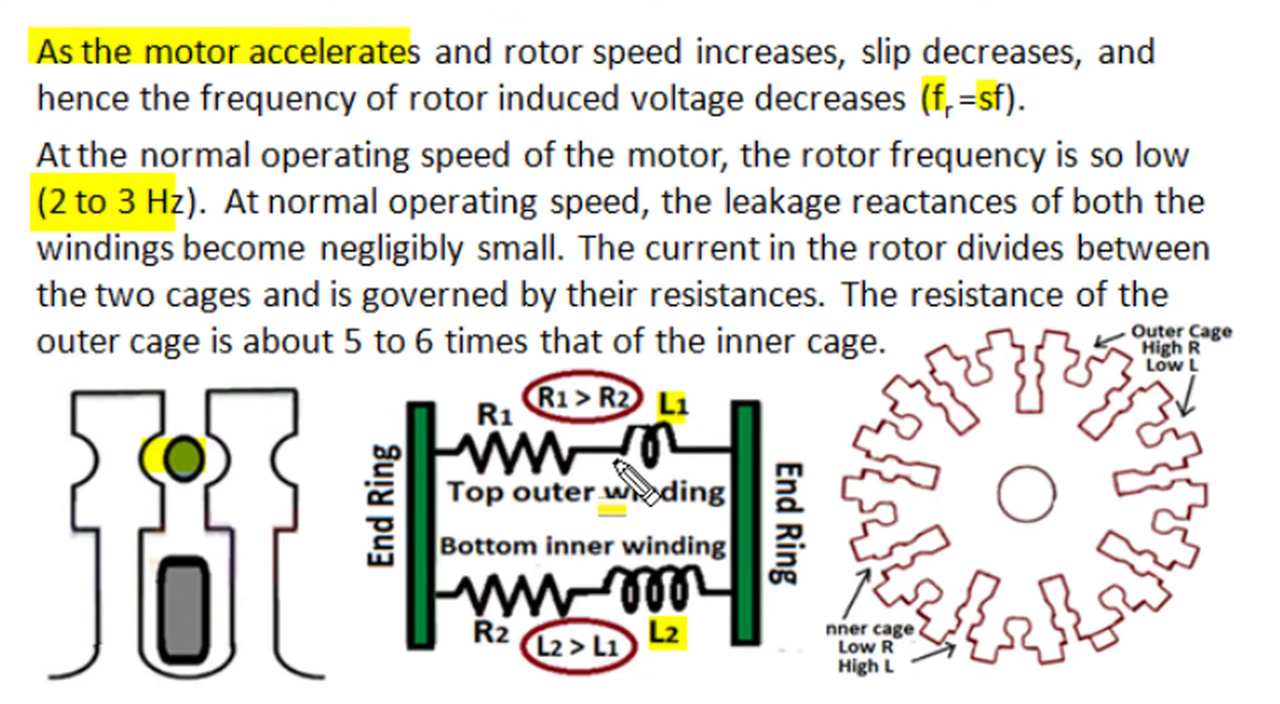 As the motor accelerates and rotor speed increases, slip decreases, and
hence the frequency of rotor induced voltage decreases (fr =sf).
At the normal operating speed of the motor, the rotor frequency is so low
(2 to 3 Hz). At normal operating speed, the leakage reactances of both the
windings become negligibly small. The current in the rotor divides between
the two cages and is governed by their resistances. The resistance of the
outer cage is about 5 to 6 times that of the inner cage.
Outer Cage
High R
Low L
R1 > R2
R1
L1
End Ring
Top outer winding
End Ring
Bottom inner winding
R2
L2 > L1
L2
nner cage
Low R
High L